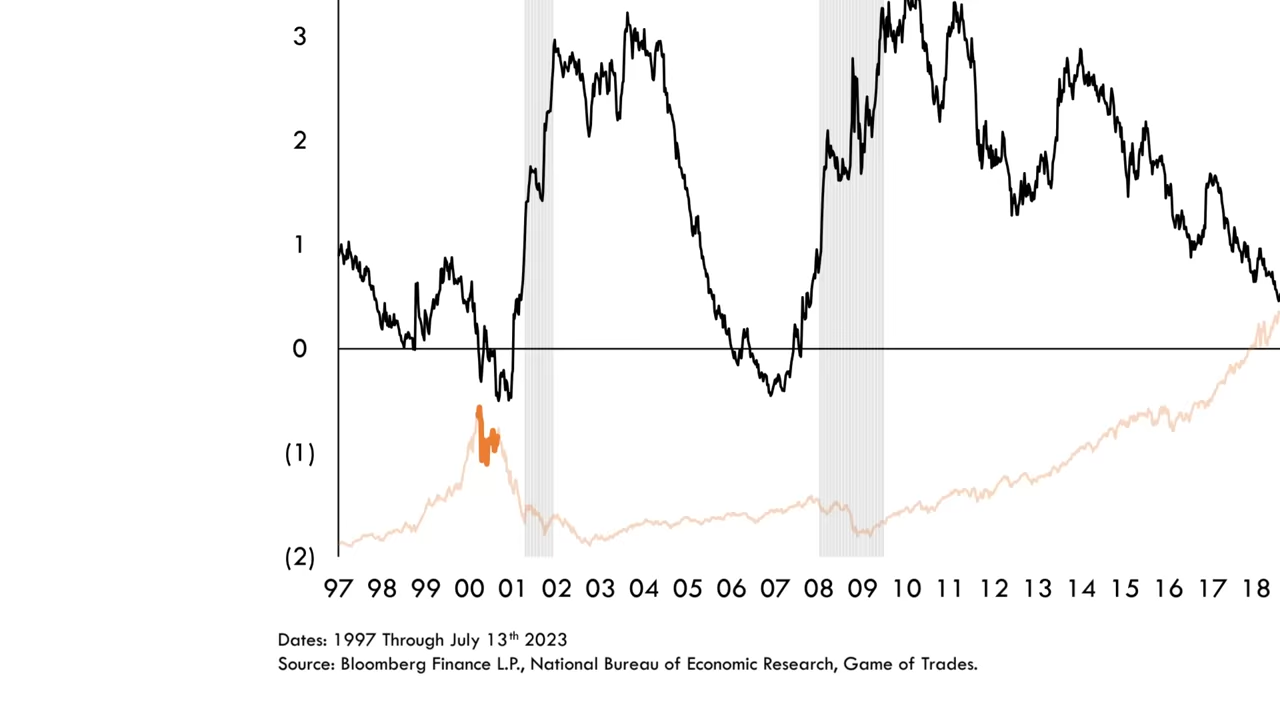 3
2
1
0
(1)
(2)
97 98 99 00 01 02 03 04 05 06 07 08 09 10 11 12 13 14 15 16 17 18
Dates: 1997 Through July 13th 2023
Source: Bloomberg Finance L.P., National Bureau of Economic Research, Game of Trades.